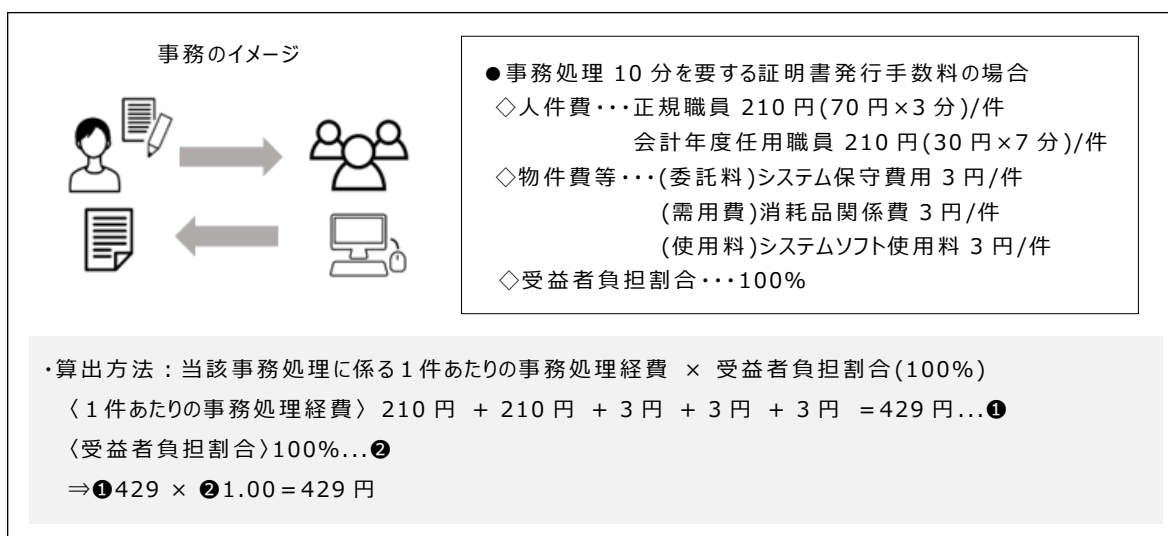 事務のイメージ
●事務処理 10 分を要する証明書発行手数料の場合
◇人件費・・・正規職員 210 円(70 円×3 分)/件
会計年度任用職員 210 円(30 円×7 分)/件
◇物件費等・・・(委託料)システム保守費用 3 円/件
(需用費)消耗品関係費 3 円/件
(使用料)システムソフト使用料 3 円/件
◇受益者負担割合・・・100%
・算出方法：当該事務処理に係る１件あたりの事務処理経費 × 受益者負担割合(100%)
〈１件あたりの事務処理経費〉 210 円 + 210 円 + 3 円 + 3 円 + 3 円 =429 円...❶
〈受益者負担割合〉100%...❷
⇒❶429 × ❷1.00＝429 円